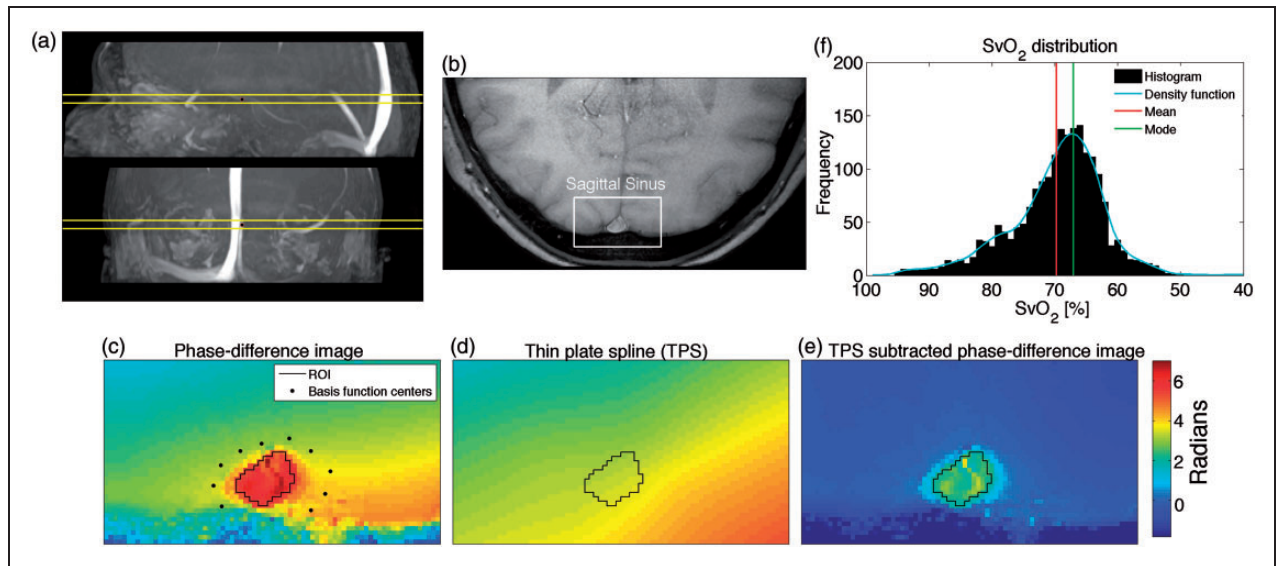 (a)
(b)
Sagittal Sinus
(f)
SvO2 distribution
Frequency
200
150
100
50
0
100
90
80
70
60
50
40
SvO2 [%]
Histogram
Density function
Mean
Mode
(c) Phase-difference image
ROI
Basis function centers
(d) Thin plate spline (TPS)
(e) TPS subtracted phase-difference image
6
4
2
0
Radians